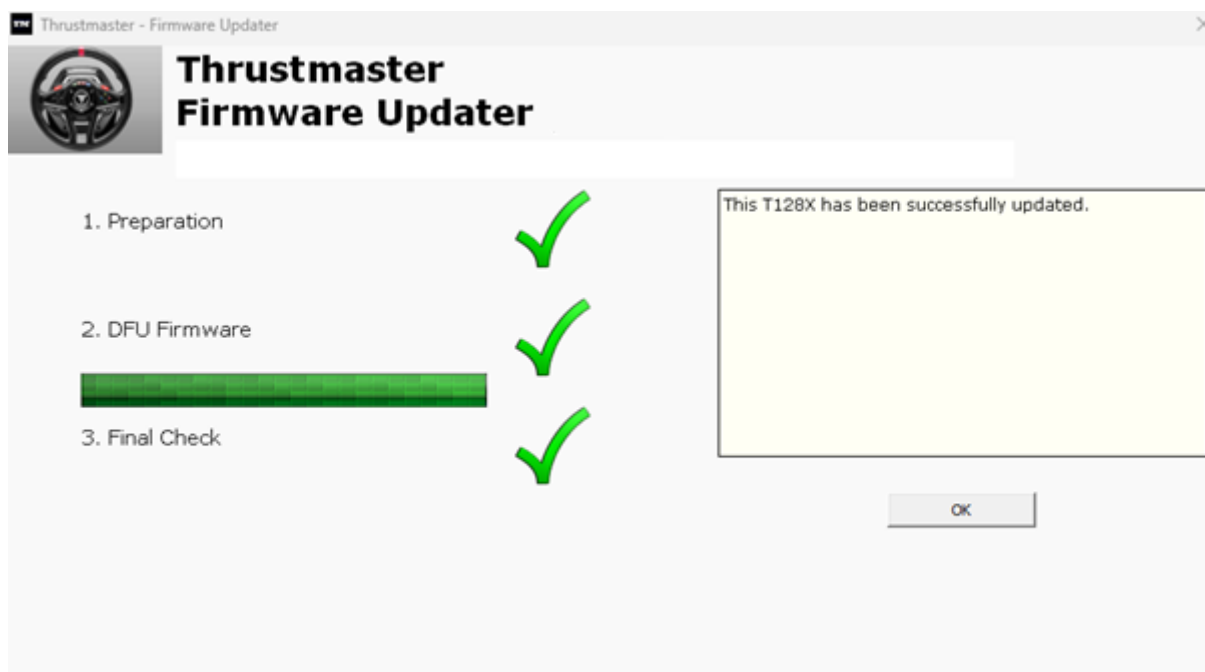 Thrustmaster - Firmware Updater
Thrustmaster
Firmware Updater
1. Preparation
2. DFU Firmware
3. Final Check
This T128X has been successfully updated.
OK